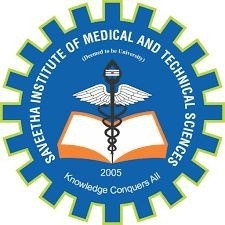 SAVEETHA INSTITUTE OF MEDICAL AND TECHNICAL SCIENCES
(Deemed to be University)
2005
Knowledge Conquers All